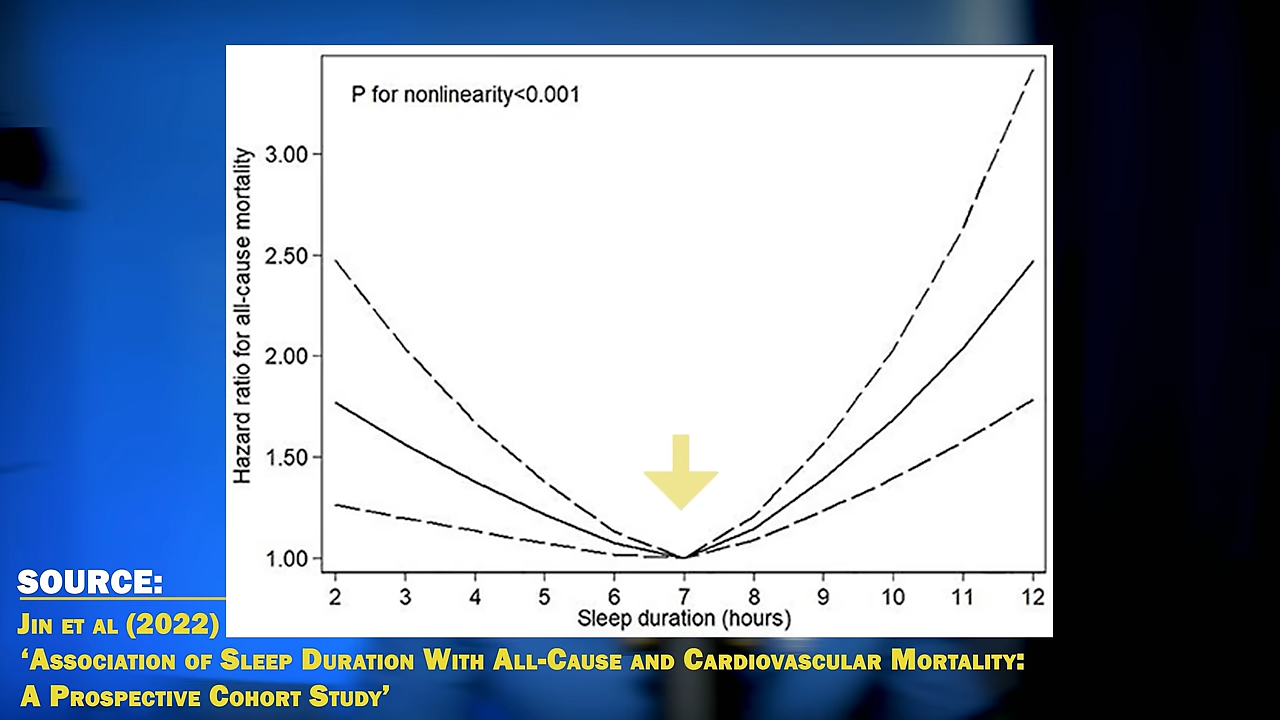 P for nonlinearity<0.001
Hazard ratio for all-cause mortality
3.00
2.50
2.00
1.50
1.00
2 3 4 5 6 7 8 9 10 11 12
Sleep duration (hours)
SOURCE:
JIN ET AL (2022)
‘ASSOCIATION OF SLEEP DURATION WITH ALL-CAUSE AND CARDIOVASCULAR MORTALITY:
A PROSPECTIVE COHORT STUDY’